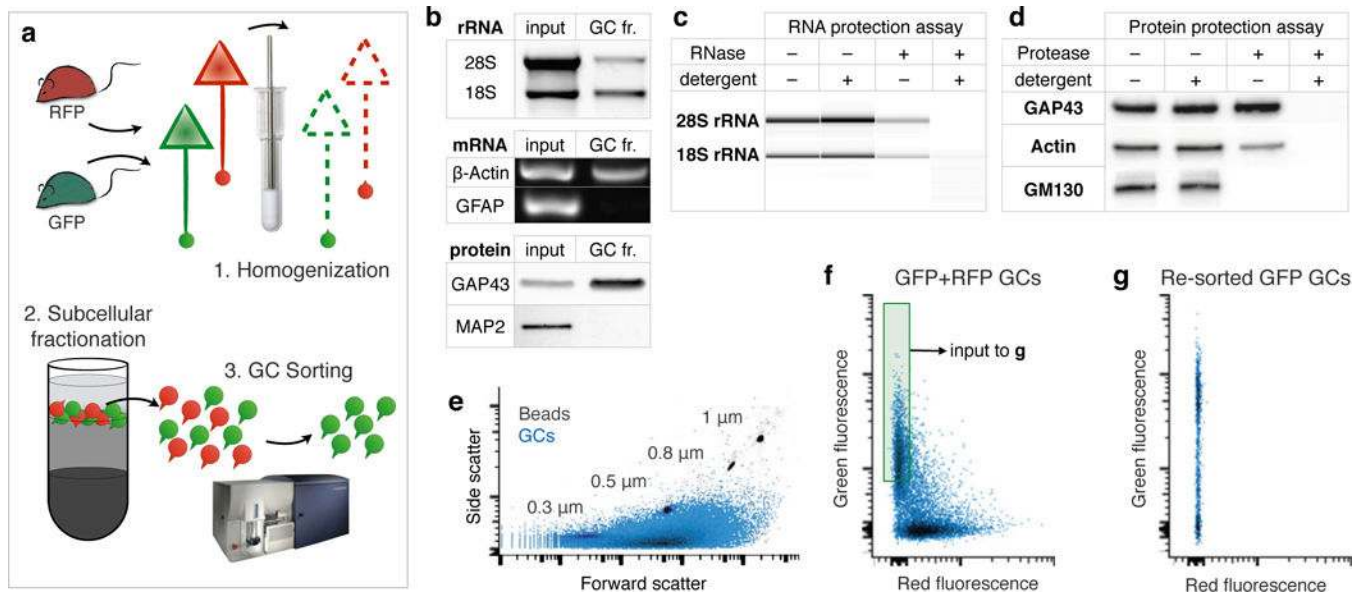 a
RFP
GFP
1. Homogenization
2. Subcellular
fractionation
3. GC Sorting
b
rRNA input GC fr.
28S
18S
mRNA input GC fr.
β-Actin
GFAP
protein input GC fr.
GAP43
MAP2
c
RNA protection assay
RNase – – + +
detergent – + – +
28S rRNA
18S rRNA
d
Protein protection assay
Protease – – + +
detergent – + – +
GAP43
Actin
GM130
e
Beads
GCs
1 µm
0.8 µm
0.5 µm
0.3 µm
Side scatter
Forward scatter
f GFP+RFP GCs
input to g
Green fluorescence
Red fluorescence
g Re-sorted GFP GCs
Green fluorescence
Red fluorescence